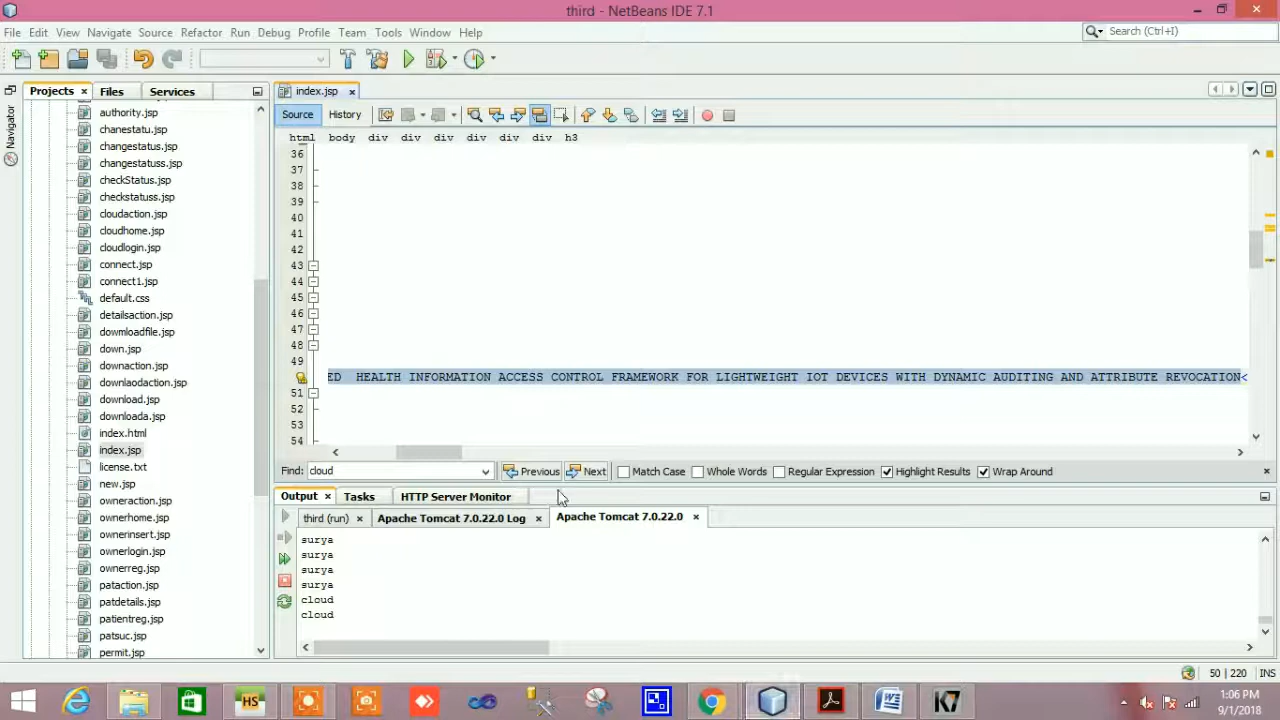 third - NetBeans IDE 7.1
File Edit View Navigate Source Refactor Run Debug Profile Team Tools Window Help
Search (Ctrl+I)
Projects Files Services
Navigator
authority.jsp
chanestatu.jsp
changestatus.jsp
changestatuss.jsp
checkStatus.jsp
checkstatuss.jsp
cloudaction.jsp
cloudhome.jsp
cloudlogin.jsp
connect.jsp
connect1.jsp
default.css
detailsaction.jsp
dowmloadfile.jsp
down.jsp
downaction.jsp
downlaodaction.jsp
download.jsp
downloada.jsp
index.html
index.jsp
license.txt
new.jsp
owneraction.jsp
ownerhome.jsp
ownerinsert.jsp
ownerlogin.jsp
ownerreg.jsp
pataction.jsp
patdetails.jsp
patientreg.jsp
patsuc.jsp
permit.jsp
index.jsp
Source History
html body div div div div div div h3
36
37
38
39
40
41
42
43
44
45
46
47
48
49
ED HEALTH INFORMATION ACCESS CONTROL FRAMEWORK FOR LIGHTWEIGHT IOT DEVICES WITH DYNAMIC AUDITING AND ATTRIBUTE REVOCATION<
51
52
53
54
Find: cloud Previous Next Match Case Whole Words Regular Expression Highlight Results Wrap Around
Output Tasks HTTP Server Monitor
third (run) Apache Tomcat 7.0.22.0 Log Apache Tomcat 7.0.22.0
surya
surya
surya
surya
cloud
cloud
50 | 220 INS
HS K7
1:06 PM
9/1/2018